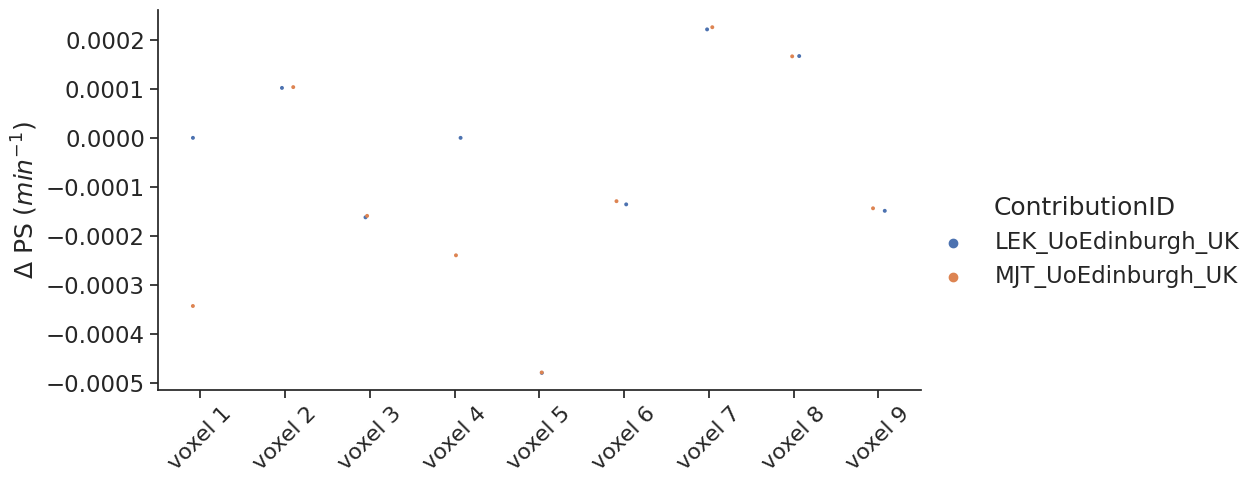 0.0002
0.0001
0.0000
−0.0001
−0.0002
−0.0003
−0.0004
−0.0005
Δ PS (min⁻¹)
voxel 1
voxel 2
voxel 3
voxel 4
voxel 5
voxel 6
voxel 7
voxel 8
voxel 9
ContributionID
LEK_UoEdinburgh_UK
MJT_UoEdinburgh_UK